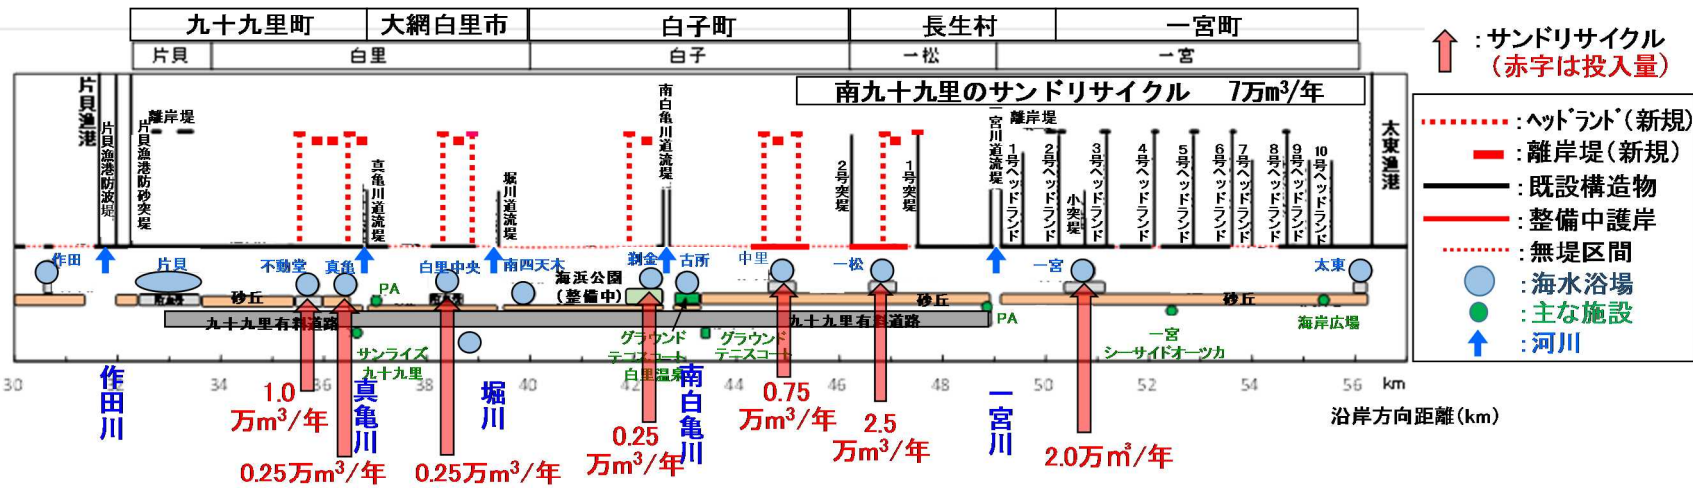 九十九里町
大網白里市
白子町
長生村
一宮町
片貝
白里
白子
一松
一宮
:サンドリサイクル
(赤字は投入量)
南九十九里のサンドリサイクル 7万m³/年
片貝漁港
片貝漁港防波堤
片貝漁港防砂突堤
離岸堤
真亀川導流堤
堀川導流堤
南白亀川導流堤
2号突堤
1号突堤
一宮川導流堤
離岸堤
1号ヘッドランド
2号ヘッドランド
小突堤
3号ヘッドランド
4号ヘッドランド
5号ヘッドランド
6号ヘッドランド
7号ヘッドランド
8号ヘッドランド
9号ヘッドランド
10号ヘッドランド
太東漁港
:ヘッドランド(新規)
:離岸堤(新規)
:既設構造物
:整備中護岸
:無堤区間
:海水浴場
:主な施設
:河川
作田
片貝
不動堂
真亀
白里中央
南四天木
海浜公園
(整備中)
剃金
古所
中里
一松
一宮
太東
砂丘
砂丘
砂丘
PA
九十九里有料道路
九十九里有料道路
PA
サンライズ
九十九里
グラウンド
テニスコート
白里温泉
グラウンド
テニスコート
一宮
シーサイドオーツカ
海岸広場
30
32
34
36
38
40
42
44
46
48
50
52
54
56
km
沿岸方向距離(km)
作田川
真亀川
堀川
南白亀川
一宮川
1.0
万m³/年
0.25万m³/年
0.25万m³/年
0.25
万m³/年
0.75
万m³/年
2.5
万m³/年
2.0万㎥/年